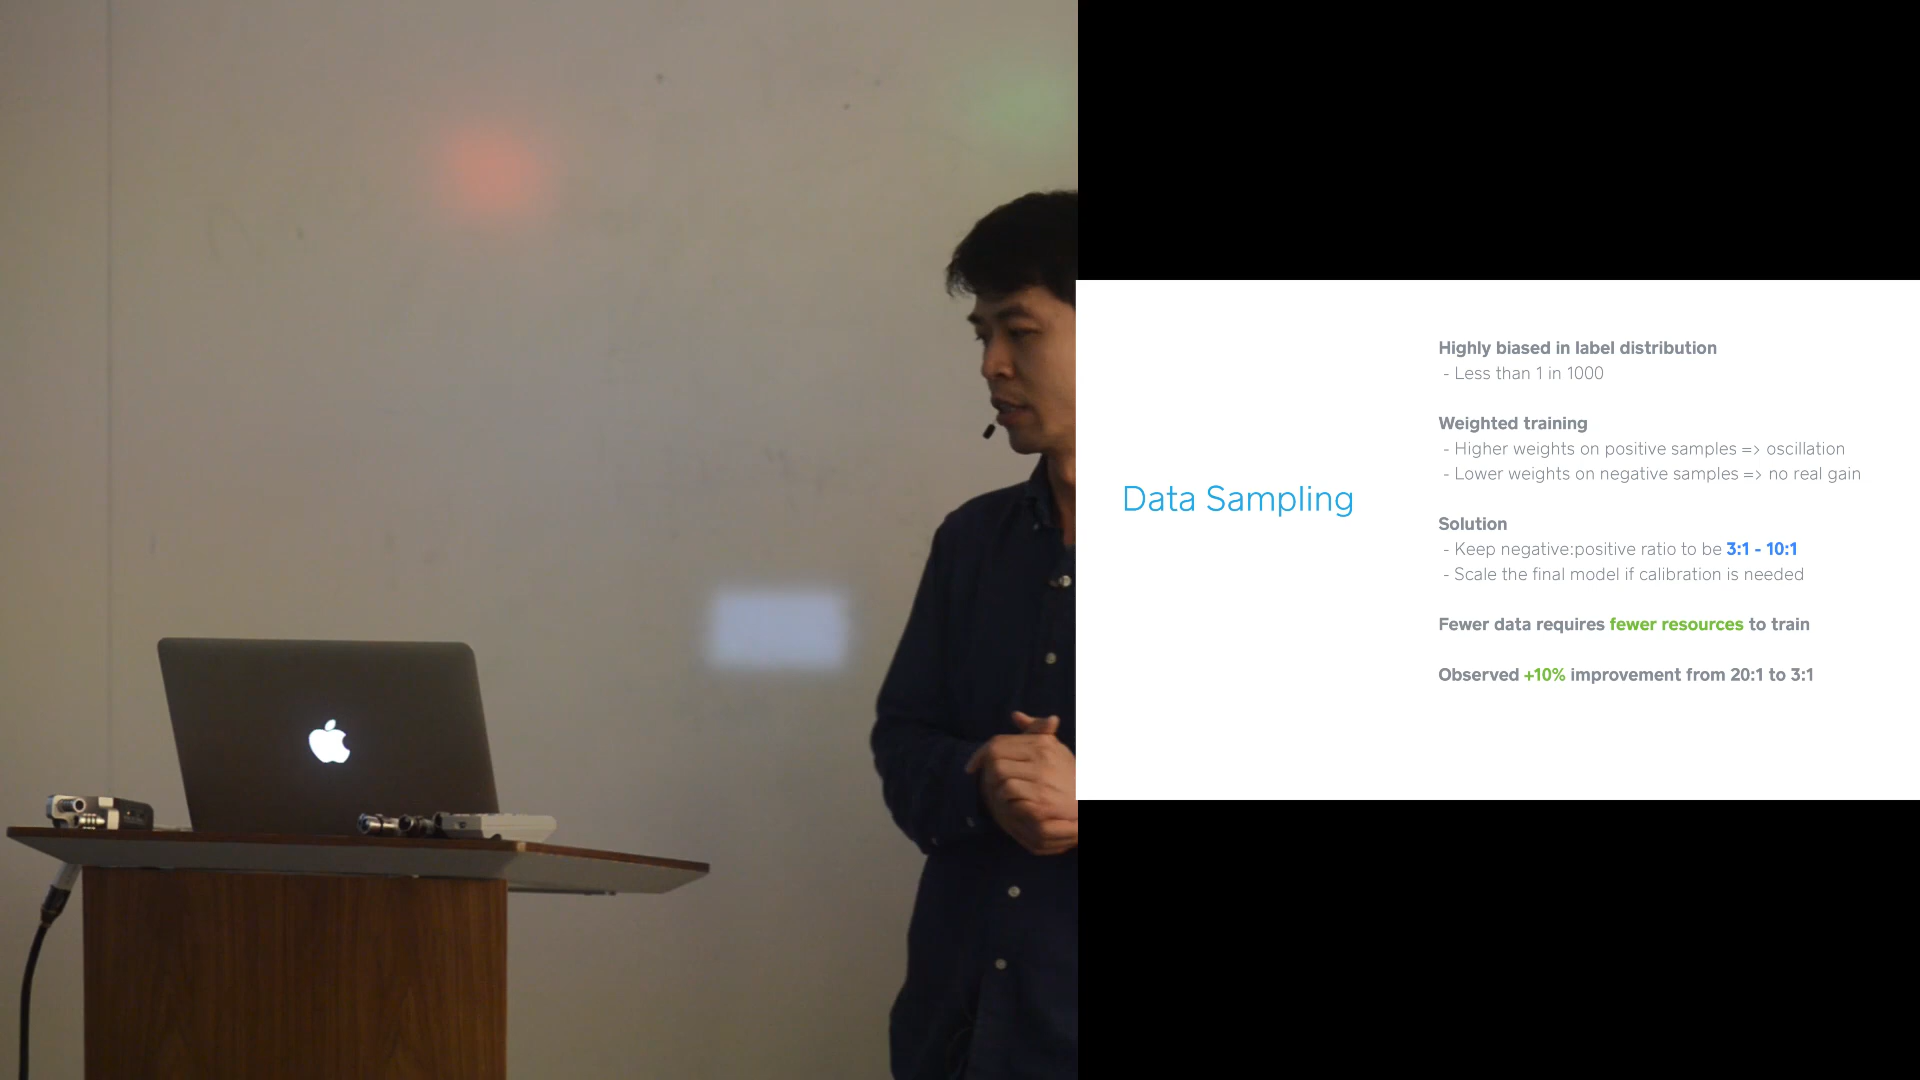 Data Sampling
Highly biased in label distribution
- Less than 1 in 1000
Weighted training
- Higher weights on positive samples => oscillation
- Lower weights on negative samples => no real gain
Solution
- Keep negative:positive ratio to be 3:1 - 10:1
- Scale the final model if calibration is needed
Fewer data requires fewer resources to train
Observed +10% improvement from 20:1 to 3:1